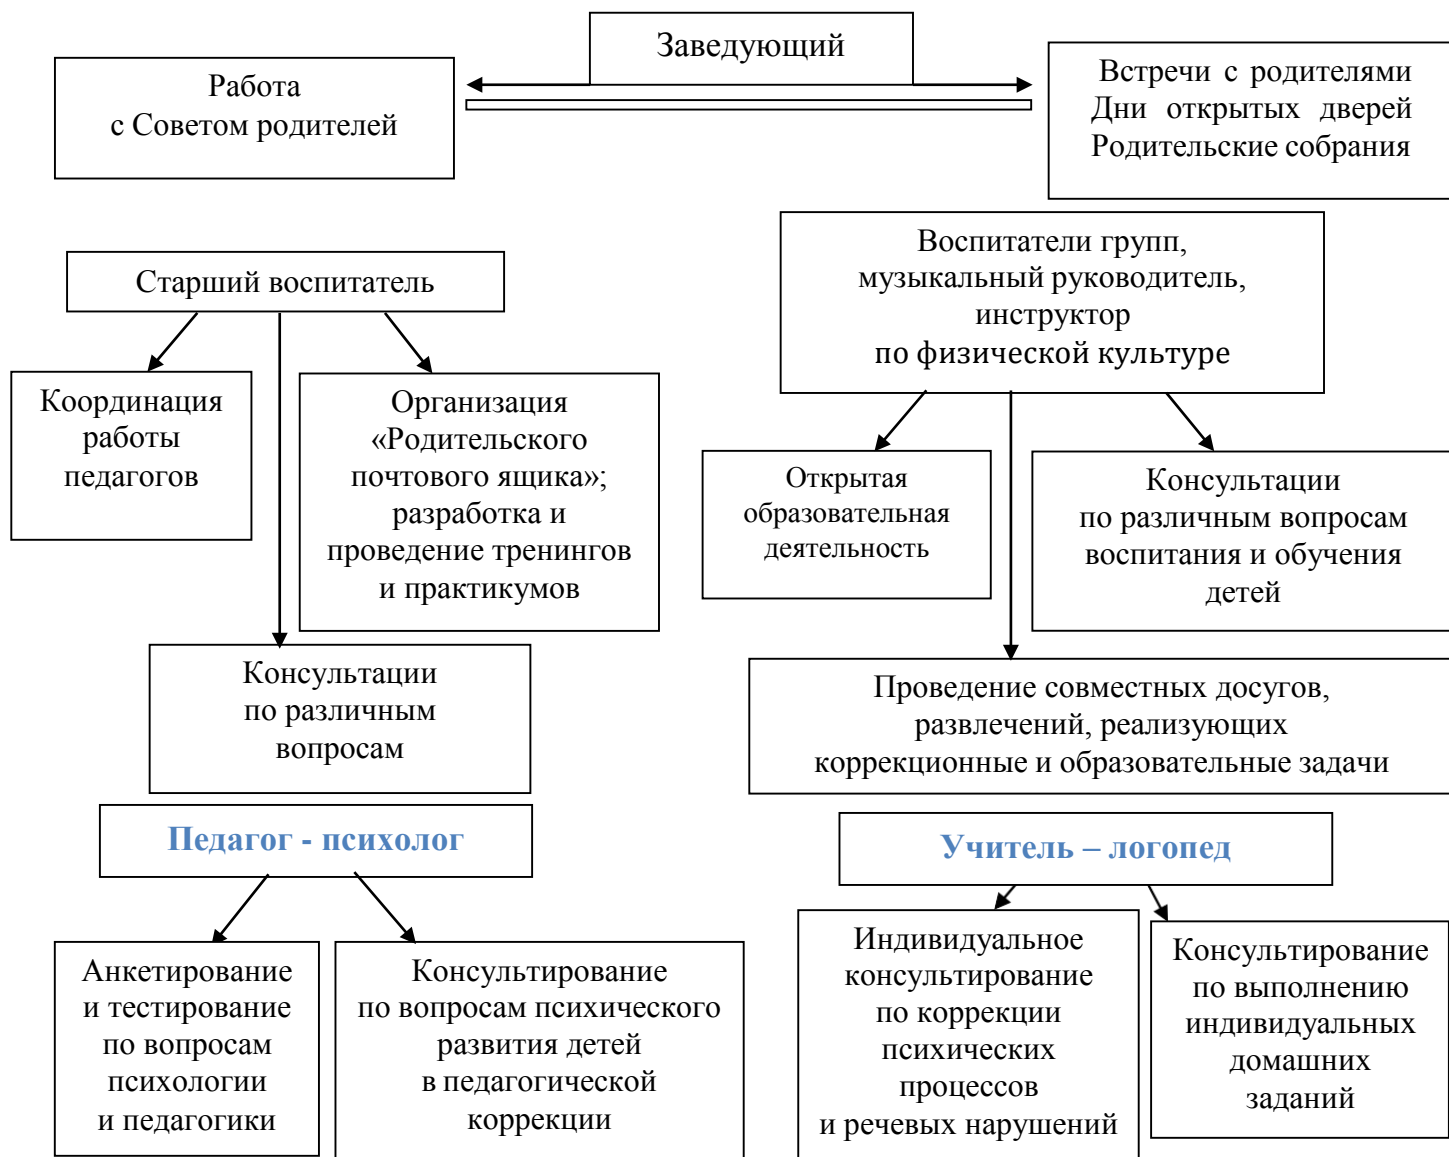 Заведующий
Работа
с Советом родителей
Встречи с родителями
Дни открытых дверей
Родительские собрания
Старший воспитатель
Воспитатели групп,
музыкальный руководитель,
инструктор
по физической культуре
Координация
работы
педагогов
Организация
«Родительского
почтового ящика»;
разработка и
проведение тренингов
и практикумов
Открытая
образовательная
деятельность
Консультации
по различным вопросам
воспитания и обучения
детей
Консультации
по различным
вопросам
Проведение совместных досугов,
развлечений, реализующих
коррекционные и образовательные задачи
Педагог - психолог
Учитель – логопед
Анкетирование
и тестирование
по вопросам
психологии
и педагогики
Консультирование
по вопросам психического
развития детей
в педагогической
коррекции
Индивидуальное
консультирование
по коррекции
психических
процессов
и речевых нарушений
Консультирование
по выполнению
индивидуальных
домашних
заданий